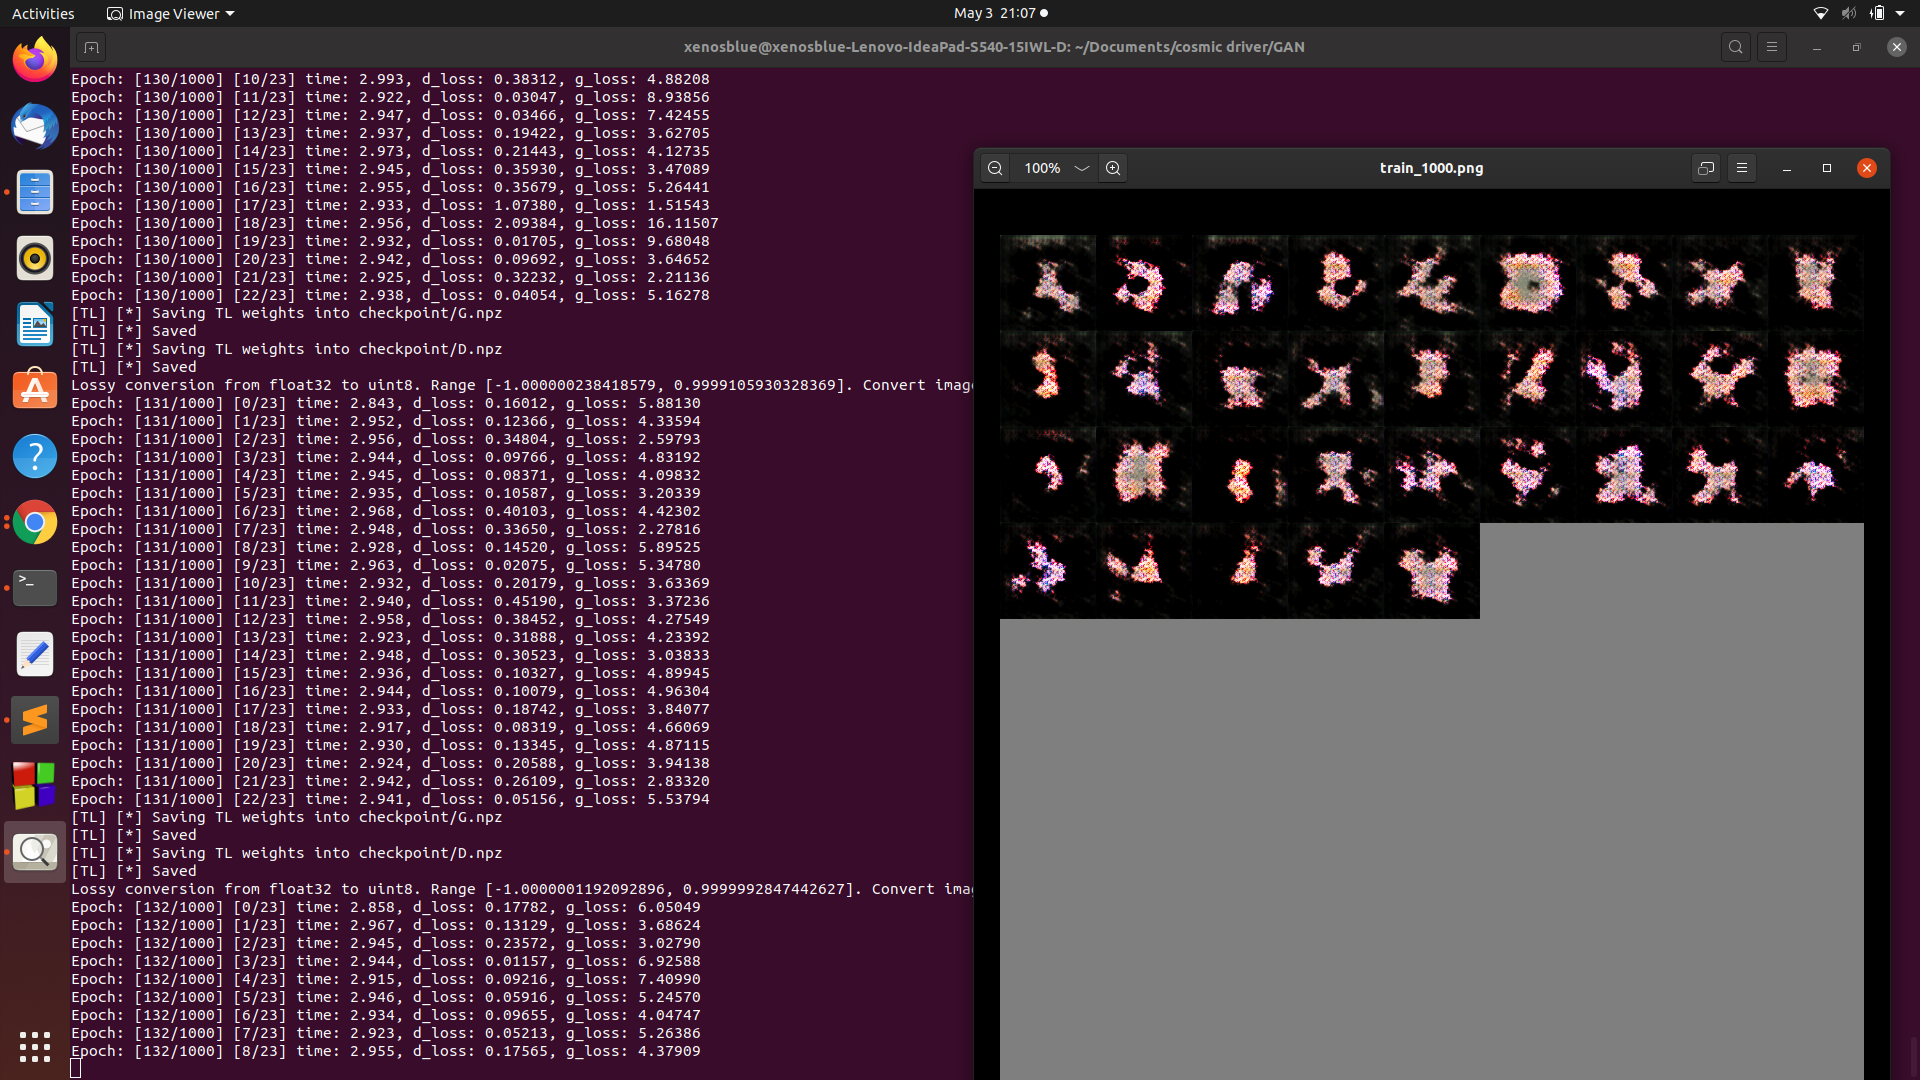 Activities
Image Viewer
May 3 21:07
xenosblue@xenosblue-Lenovo-IdeaPad-S540-15IWL-D: ~/Documents/cosmic driver/GAN
Epoch: [130/1000] [10/23] time: 2.993, d_loss: 0.38312, g_loss: 4.88208
Epoch: [130/1000] [11/23] time: 2.922, d_loss: 0.03047, g_loss: 8.93856
Epoch: [130/1000] [12/23] time: 2.947, d_loss: 0.03466, g_loss: 7.42455
Epoch: [130/1000] [13/23] time: 2.937, d_loss: 0.19422, g_loss: 3.62705
Epoch: [130/1000] [14/23] time: 2.973, d_loss: 0.21443, g_loss: 4.12735
Epoch: [130/1000] [15/23] time: 2.945, d_loss: 0.35930, g_loss: 3.47089
Epoch: [130/1000] [16/23] time: 2.955, d_loss: 0.35679, g_loss: 5.26441
Epoch: [130/1000] [17/23] time: 2.933, d_loss: 1.07380, g_loss: 1.51543
Epoch: [130/1000] [18/23] time: 2.956, d_loss: 2.09384, g_loss: 16.11507
Epoch: [130/1000] [19/23] time: 2.932, d_loss: 0.01705, g_loss: 9.68048
Epoch: [130/1000] [20/23] time: 2.942, d_loss: 0.09692, g_loss: 3.64652
Epoch: [130/1000] [21/23] time: 2.925, d_loss: 0.32232, g_loss: 2.21136
Epoch: [130/1000] [22/23] time: 2.938, d_loss: 0.04054, g_loss: 5.16278
[TL] [*] Saving TL weights into checkpoint/G.npz
[TL] [*] Saved
[TL] [*] Saving TL weights into checkpoint/D.npz
[TL] [*] Saved
Lossy conversion from float32 to uint8. Range [-1.000000238418579, 0.9999105930328369]. Convert imag
Epoch: [131/1000] [0/23] time: 2.843, d_loss: 0.16012, g_loss: 5.88130
Epoch: [131/1000] [1/23] time: 2.952, d_loss: 0.12366, g_loss: 4.33594
Epoch: [131/1000] [2/23] time: 2.956, d_loss: 0.34804, g_loss: 2.59793
Epoch: [131/1000] [3/23] time: 2.944, d_loss: 0.09766, g_loss: 4.83192
Epoch: [131/1000] [4/23] time: 2.945, d_loss: 0.08371, g_loss: 4.09832
Epoch: [131/1000] [5/23] time: 2.935, d_loss: 0.10587, g_loss: 3.20339
Epoch: [131/1000] [6/23] time: 2.968, d_loss: 0.40103, g_loss: 4.42302
Epoch: [131/1000] [7/23] time: 2.948, d_loss: 0.33650, g_loss: 2.27816
Epoch: [131/1000] [8/23] time: 2.928, d_loss: 0.14520, g_loss: 5.89525
Epoch: [131/1000] [9/23] time: 2.963, d_loss: 0.02075, g_loss: 5.34780
Epoch: [131/1000] [10/23] time: 2.932, d_loss: 0.20179, g_loss: 3.63369
Epoch: [131/1000] [11/23] time: 2.940, d_loss: 0.45190, g_loss: 3.37236
Epoch: [131/1000] [12/23] time: 2.958, d_loss: 0.38452, g_loss: 4.27549
Epoch: [131/1000] [13/23] time: 2.923, d_loss: 0.31888, g_loss: 4.23392
Epoch: [131/1000] [14/23] time: 2.948, d_loss: 0.30523, g_loss: 3.03833
Epoch: [131/1000] [15/23] time: 2.936, d_loss: 0.10327, g_loss: 4.89945
Epoch: [131/1000] [16/23] time: 2.944, d_loss: 0.10079, g_loss: 4.96304
Epoch: [131/1000] [17/23] time: 2.933, d_loss: 0.18742, g_loss: 3.84077
Epoch: [131/1000] [18/23] time: 2.917, d_loss: 0.08319, g_loss: 4.66069
Epoch: [131/1000] [19/23] time: 2.930, d_loss: 0.13345, g_loss: 4.87115
Epoch: [131/1000] [20/23] time: 2.924, d_loss: 0.20588, g_loss: 3.94138
Epoch: [131/1000] [21/23] time: 2.942, d_loss: 0.26109, g_loss: 2.83320
Epoch: [131/1000] [22/23] time: 2.941, d_loss: 0.05156, g_loss: 5.53794
[TL] [*] Saving TL weights into checkpoint/G.npz
[TL] [*] Saved
[TL] [*] Saving TL weights into checkpoint/D.npz
[TL] [*] Saved
Lossy conversion from float32 to uint8. Range [-1.0000001192092896, 0.9999992847442627]. Convert imag
Epoch: [132/1000] [0/23] time: 2.858, d_loss: 0.17782, g_loss: 6.05049
Epoch: [132/1000] [1/23] time: 2.967, d_loss: 0.13129, g_loss: 3.68624
Epoch: [132/1000] [2/23] time: 2.945, d_loss: 0.23572, g_loss: 3.02790
Epoch: [132/1000] [3/23] time: 2.944, d_loss: 0.01157, g_loss: 6.92588
Epoch: [132/1000] [4/23] time: 2.915, d_loss: 0.09216, g_loss: 7.40990
Epoch: [132/1000] [5/23] time: 2.946, d_loss: 0.05916, g_loss: 5.24570
Epoch: [132/1000] [6/23] time: 2.934, d_loss: 0.09655, g_loss: 4.04747
Epoch: [132/1000] [7/23] time: 2.923, d_loss: 0.05213, g_loss: 5.26386
Epoch: [132/1000] [8/23] time: 2.955, d_loss: 0.17565, g_loss: 4.37909
100%
train_1000.png